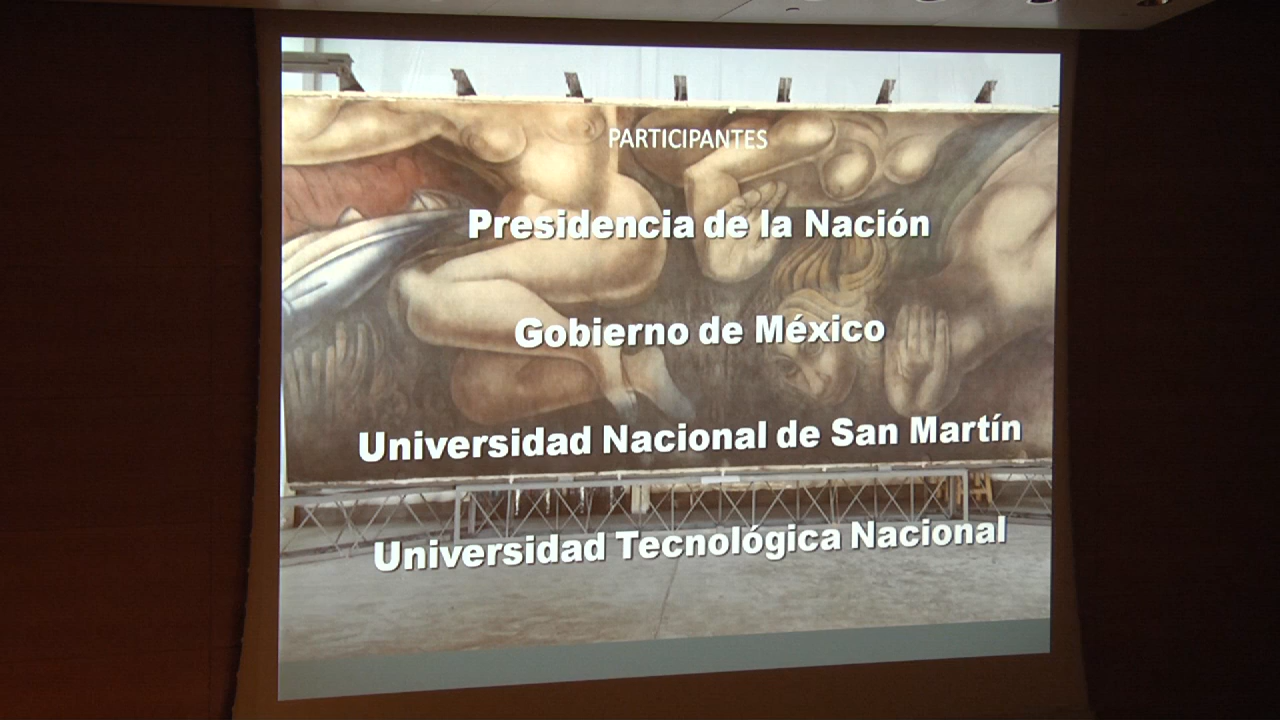 PARTICIPANTES
Presidencia de la Nación
Gobierno de México
Universidad Nacional de San Martín
Universidad Tecnológica Nacional